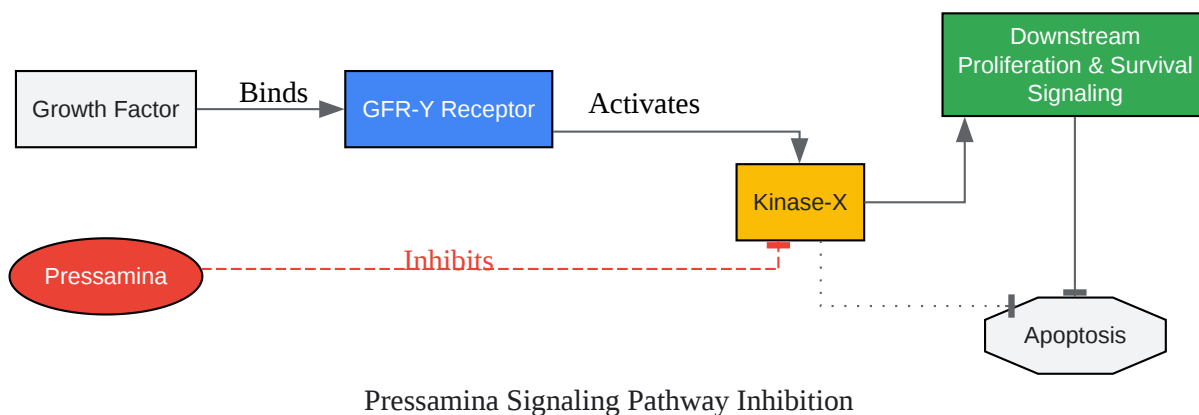 Downstream
Proliferation & Survival
Signaling
Growth Factor
Binds
GFR-Y Receptor
Activates
Kinase-X
Pressamina
Inhibits
Apoptosis
Pressamina Signaling Pathway Inhibition